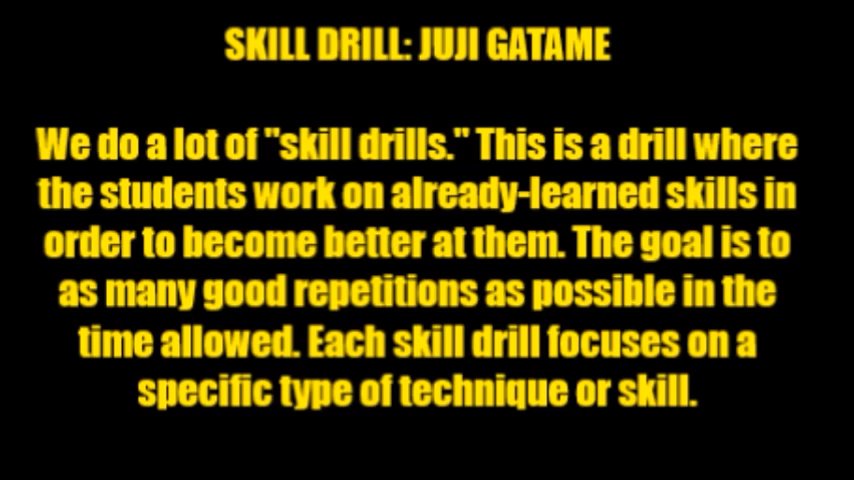 SKILL DRILL: JUJI GATAME
We do a lot of "skill drills." This is a drill where
the students work on already-learned skills in
order to become better at them. The goal is to
as many good repetitions as possible in the
time allowed. Each skill drill focuses on a
specific type of technique or skill.